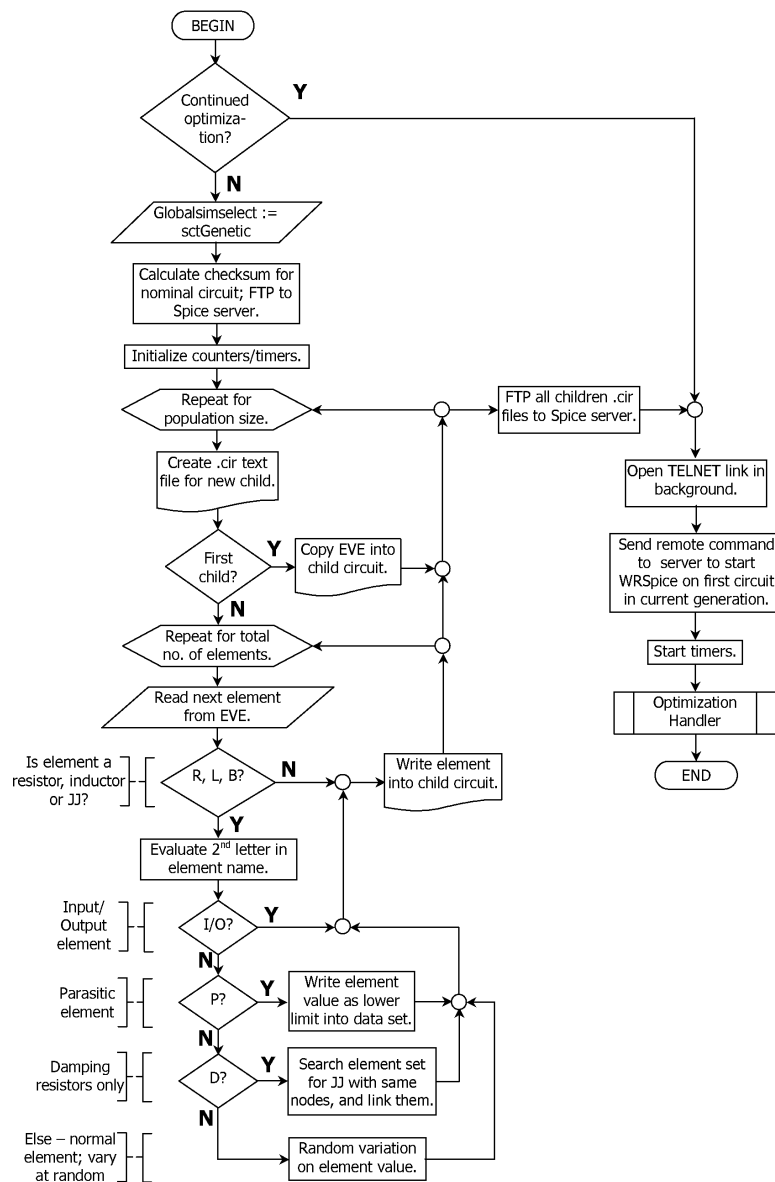 BEGIN
Continued
optimiza-
tion?
Y
N
Globalsimselect :=
sctGenetic
Calculate checksum for
nominal circuit; FTP to
Spice server.
Initialize counters/timers.
Repeat for
population size.
FTP all children .cir
files to Spice server.
Create .cir text
file for new child.
Open TELNET link in
background.
First
child?
Y
Copy EVE into
child circuit.
N
Send remote command
to server to start
WRSpice on first circuit
in current generation.
Repeat for total
no. of elements.
Start timers.
Read next element
from EVE.
Optimization
Handler
Is element a
resistor, inductor
or JJ?
R, L, B?
N
Write element
into child circuit.
END
Y
Evaluate 2nd letter in
element name.
Input/
Output
element
I/O?
Y
N
Parasitic
element
P?
Y
Write element
value as lower
limit into data set.
N
Damping
resistors only
D?
Y
Search element set
for JJ with same
nodes, and link them.
N
Else – normal
element; vary
at random
Random variation
on element value.